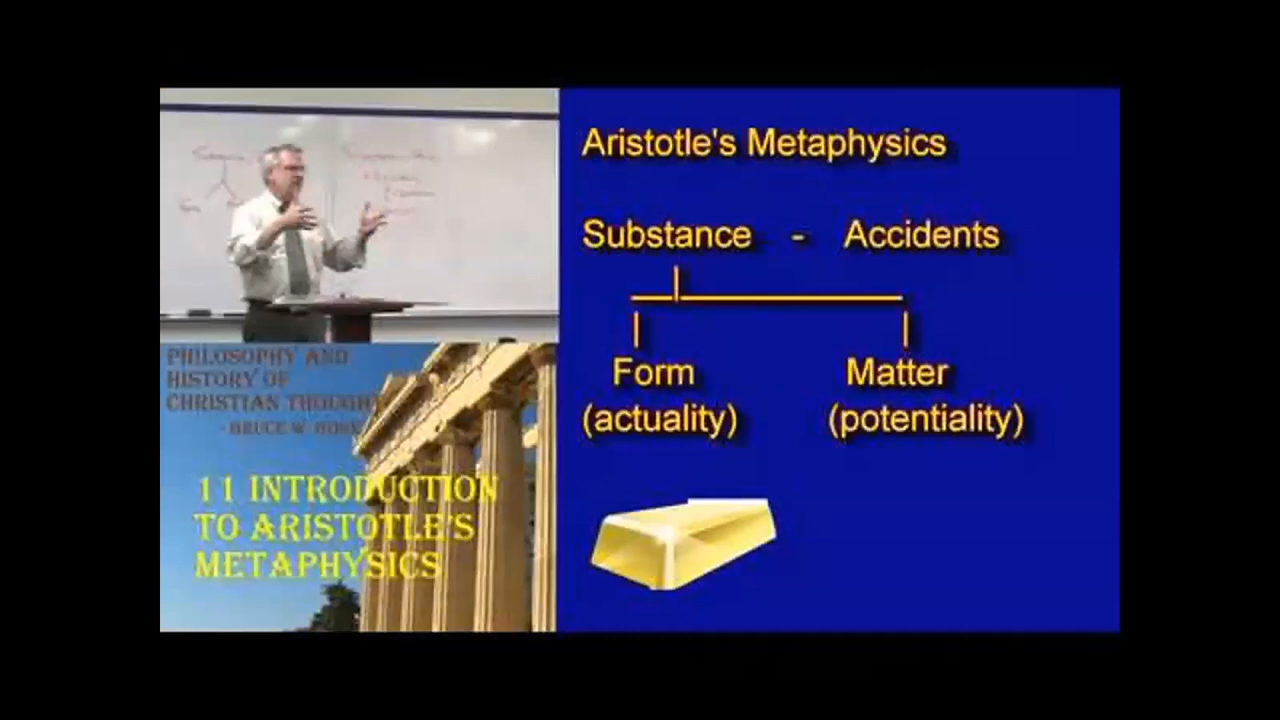 Aristotle's Metaphysics
Substance - Accidents
Form
Matter
(actuality)
(potentiality)
PHILOSOPHY AND
HISTORY OF
CHRISTIAN THOUGHT
- BRUCE W.
11 INTRODUCTION
TO ARISTOTLE'S
METAPHYSICS